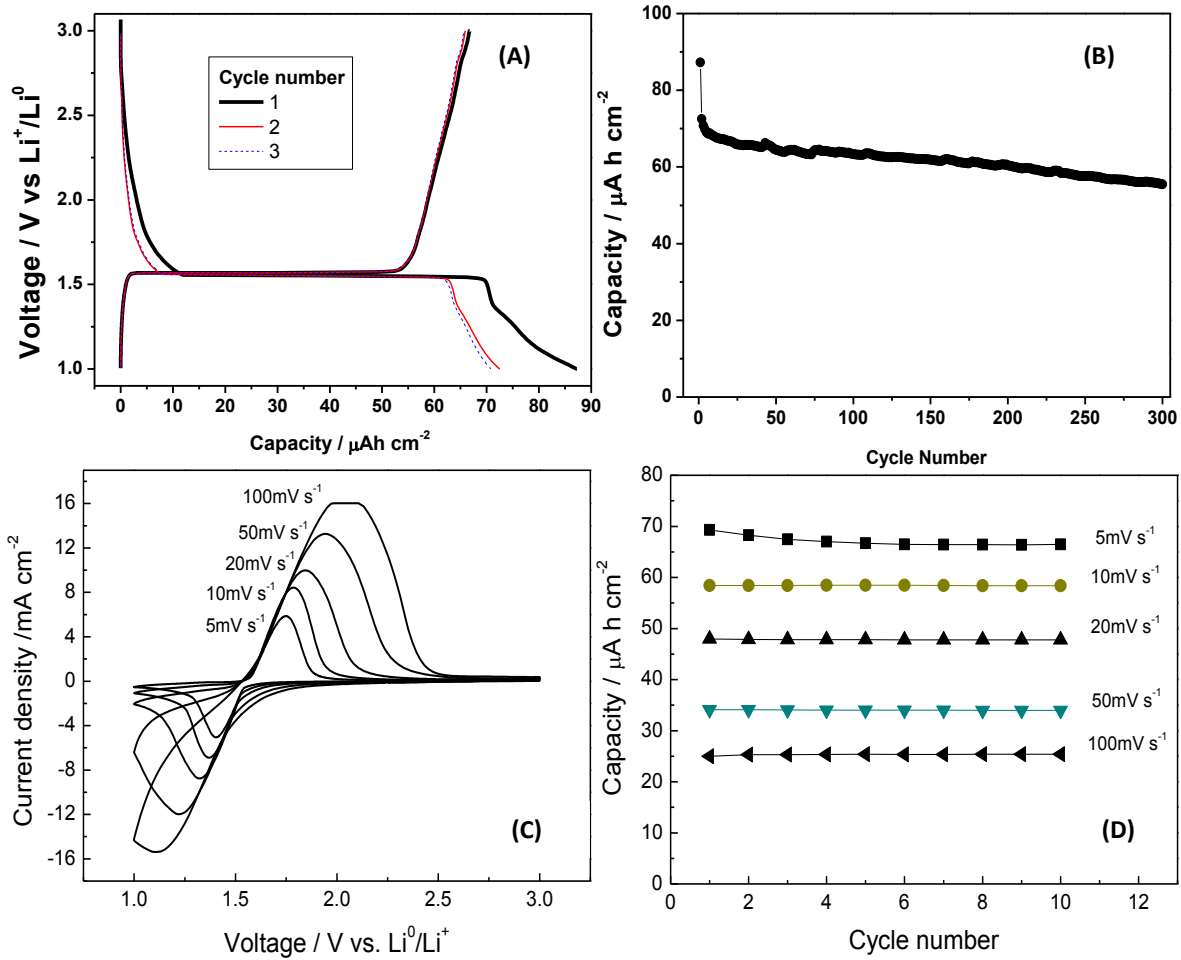 (A)
Cycle number
1
2
3
3.0
2.5
2.0
1.5
1.0
Voltage / V vs Li⁺/Li⁰
0 10 20 30 40 50 60 70 80 90
Capacity / μAh cm⁻²
(B)
100
80
60
40
20
0
Capacity / μA h cm⁻²
0 50 100 150 200 250 300
Cycle Number
(C)
100mV s⁻¹
50mV s⁻¹
20mV s⁻¹
10mV s⁻¹
5mV s⁻¹
16
12
8
4
0
-4
-8
-12
-16
Current density /mA cm⁻²
1.0 1.5 2.0 2.5 3.0
Voltage / V vs. Li⁰/Li⁺
80
70
60
50
40
30
20
10
0
Capacity / μA h cm⁻²
5mV s⁻¹
10mV s⁻¹
20mV s⁻¹
50mV s⁻¹
100mV s⁻¹
(D)
0 2 4 6 8 10 12
Cycle number